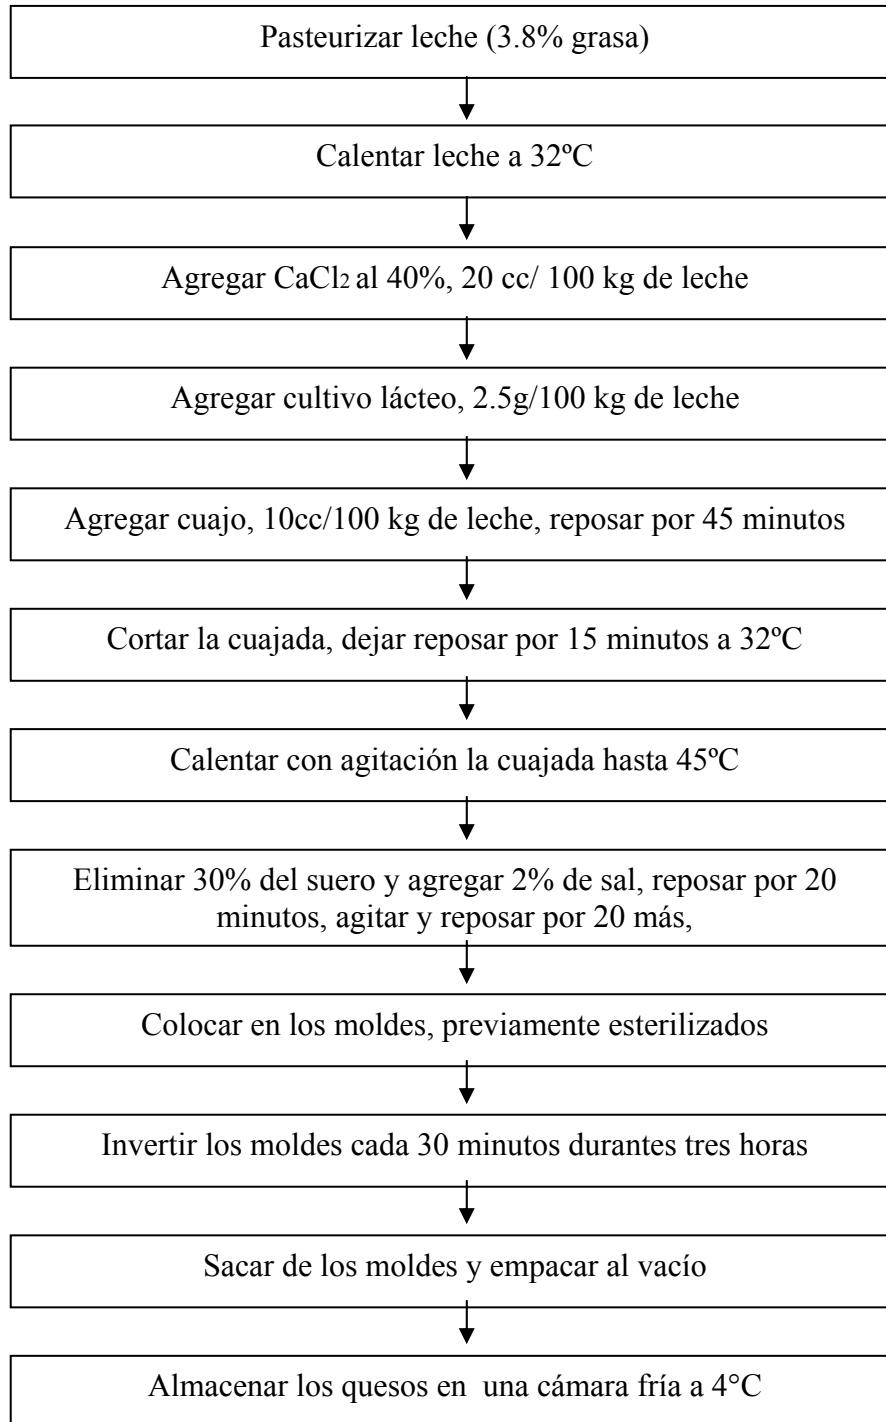 Pasteurizar leche (3.8% grasa)
Calentar leche a 32ºC
Agregar CaCl2 al 40%, 20 cc/ 100 kg de leche
Agregar cultivo lácteo, 2.5g/100 kg de leche
Agregar cuajo, 10cc/100 kg de leche, reposar por 45 minutos
Cortar la cuajada, dejar reposar por 15 minutos a 32ºC
Calentar con agitación la cuajada hasta 45ºC
Eliminar 30% del suero y agregar 2% de sal, reposar por 20
minutos, agitar y reposar por 20 más,
Colocar en los moldes, previamente esterilizados
Invertir los moldes cada 30 minutos durantes tres horas
Sacar de los moldes y empacar al vacío
Almacenar los quesos en una cámara fría a 4°C